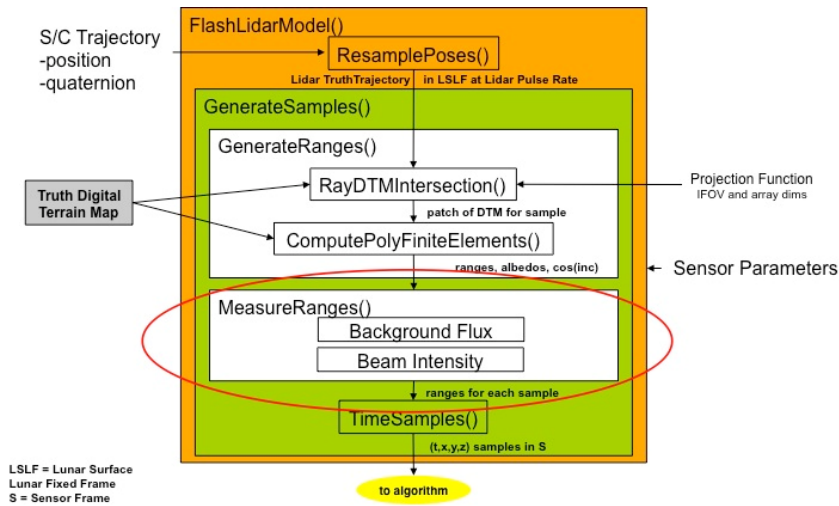 FlashLidarModel()
S/C Trajectory
-position
-quaternion
ResamplePoses()
Lidar TruthTrajectory in LSLF at Lidar Pulse Rate
GenerateSamples()
GenerateRanges()
Truth Digital
Terrain Map
RayDTMIntersection()
Projection Function
IFOV and array dims
patch of DTM for sample
ComputePolyFiniteElements()
ranges, albedos, cos(inc)
Sensor Parameters
MeasureRanges()
Background Flux
Beam Intensity
ranges for each sample
TimeSamples()
(t,x,y,z) samples in S
LSLF = Lunar Surface
Lunar Fixed Frame
S = Sensor Frame
to algorithm